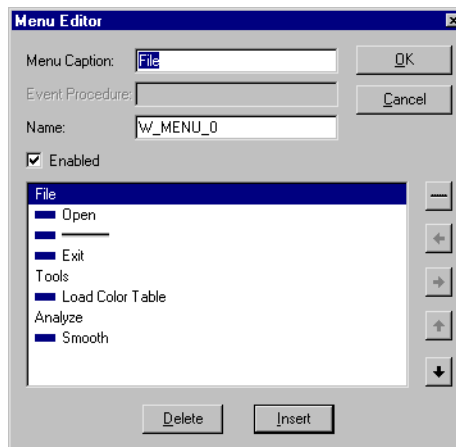 Menu Editor
Menu Caption: File
OK
Event Procedure:
Cancel
Name: W_MENU_0
Enabled
File
Open
Exit
Tools
Load Color Table
Analyze
Smooth
Delete Insert